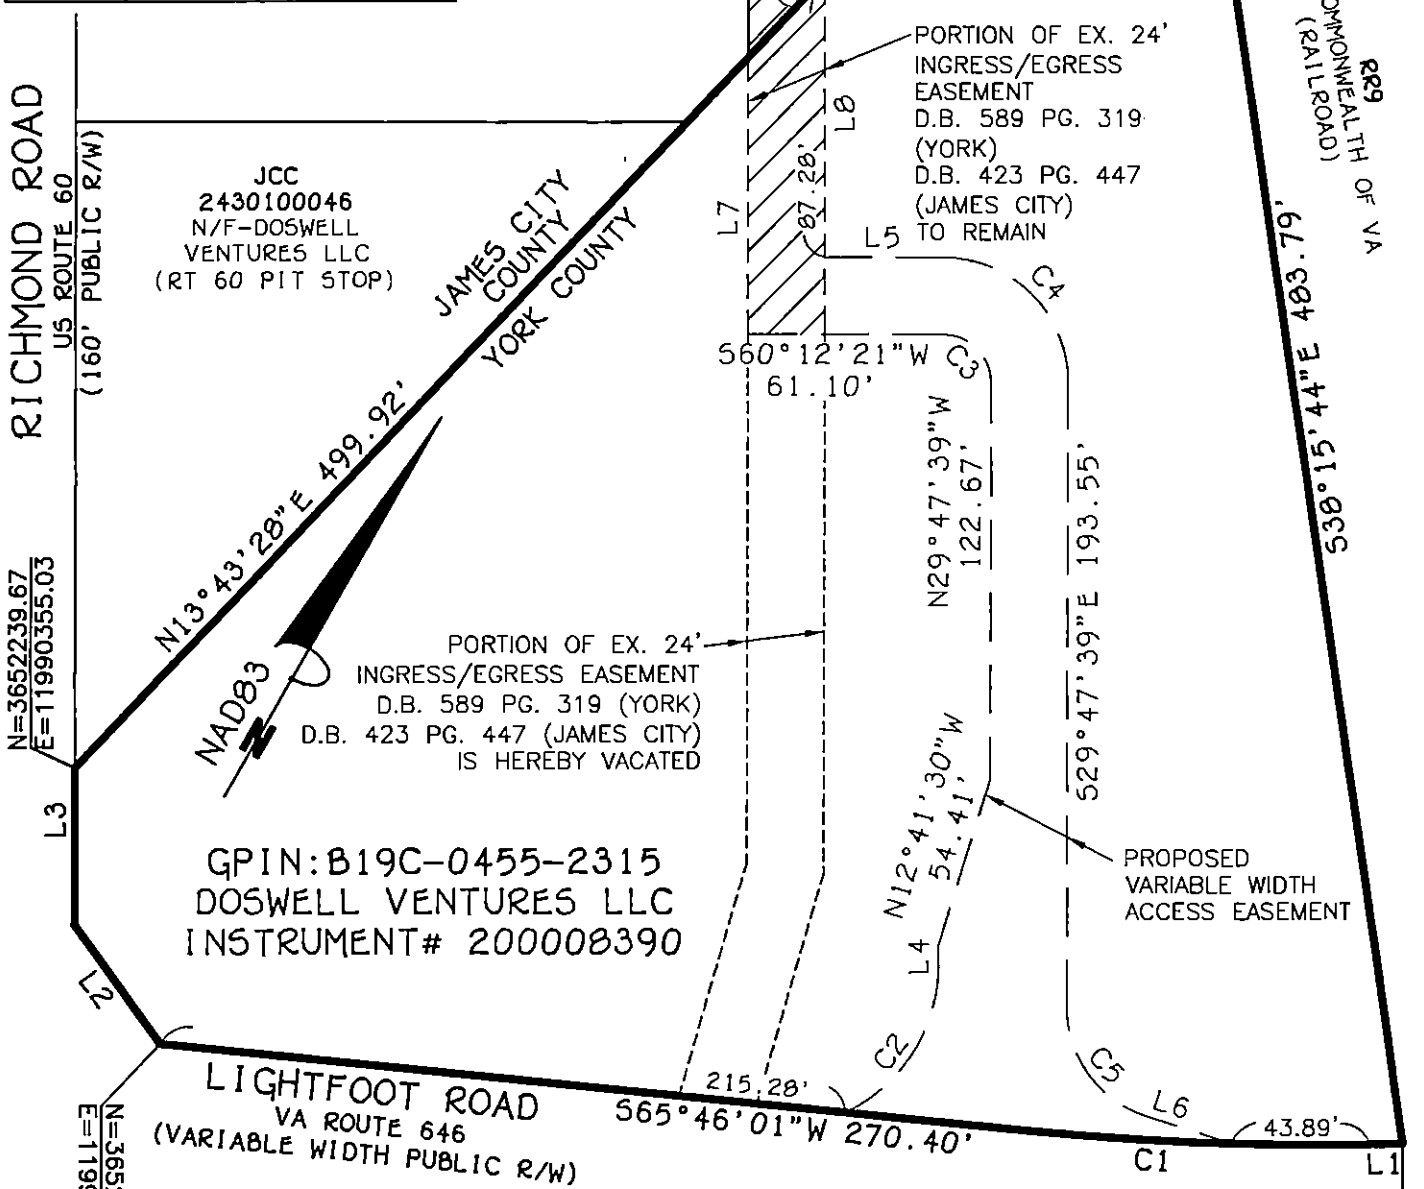 PORTION OF EX. 24'
INGRESS/EGRESS
EASEMENT
D.B. 589 PG. 319
(YORK)
D.B. 423 PG. 447
(JAMES CITY)
TO REMAIN
RR9
COMMONWEALTH OF VA
(RAILROAD)
S38°15'44"E 483.79'
RICHMOND ROAD
US ROUTE 60
(160' PUBLIC R/W)
JCC
2430100046
N/F-DOSWELL
VENTURES LLC
(RT 60 PIT STOP)
JAMES CITY
COUNTY
YORK COUNTY
L7
L8
87.28'
L5
C4
S60°12'21"W
61.10'
C3
N29°47'39"W
122.67'
S29°47'39"E 193.55'
N13°43'28"E 499.92'
N=3652239.67
E=11990355.03
NAD83
N
PORTION OF EX. 24'
INGRESS/EGRESS EASEMENT
D.B. 589 PG. 319 (YORK)
D.B. 423 PG. 447 (JAMES CITY)
IS HEREBY VACATED
L3
N12°41'30"W
54.41'
PROPOSED
VARIABLE WIDTH
ACCESS EASEMENT
GPIN:B19C-0455-2315
DOSWELL VENTURES LLC
INSTRUMENT# 200008390
L4
L2
C2
C5
L6
LIGHTFOOT ROAD
VA ROUTE 646
(VARIABLE WIDTH PUBLIC R/W)
215.28'
S65°46'01"W 270.40'
43.89'
C1
L1